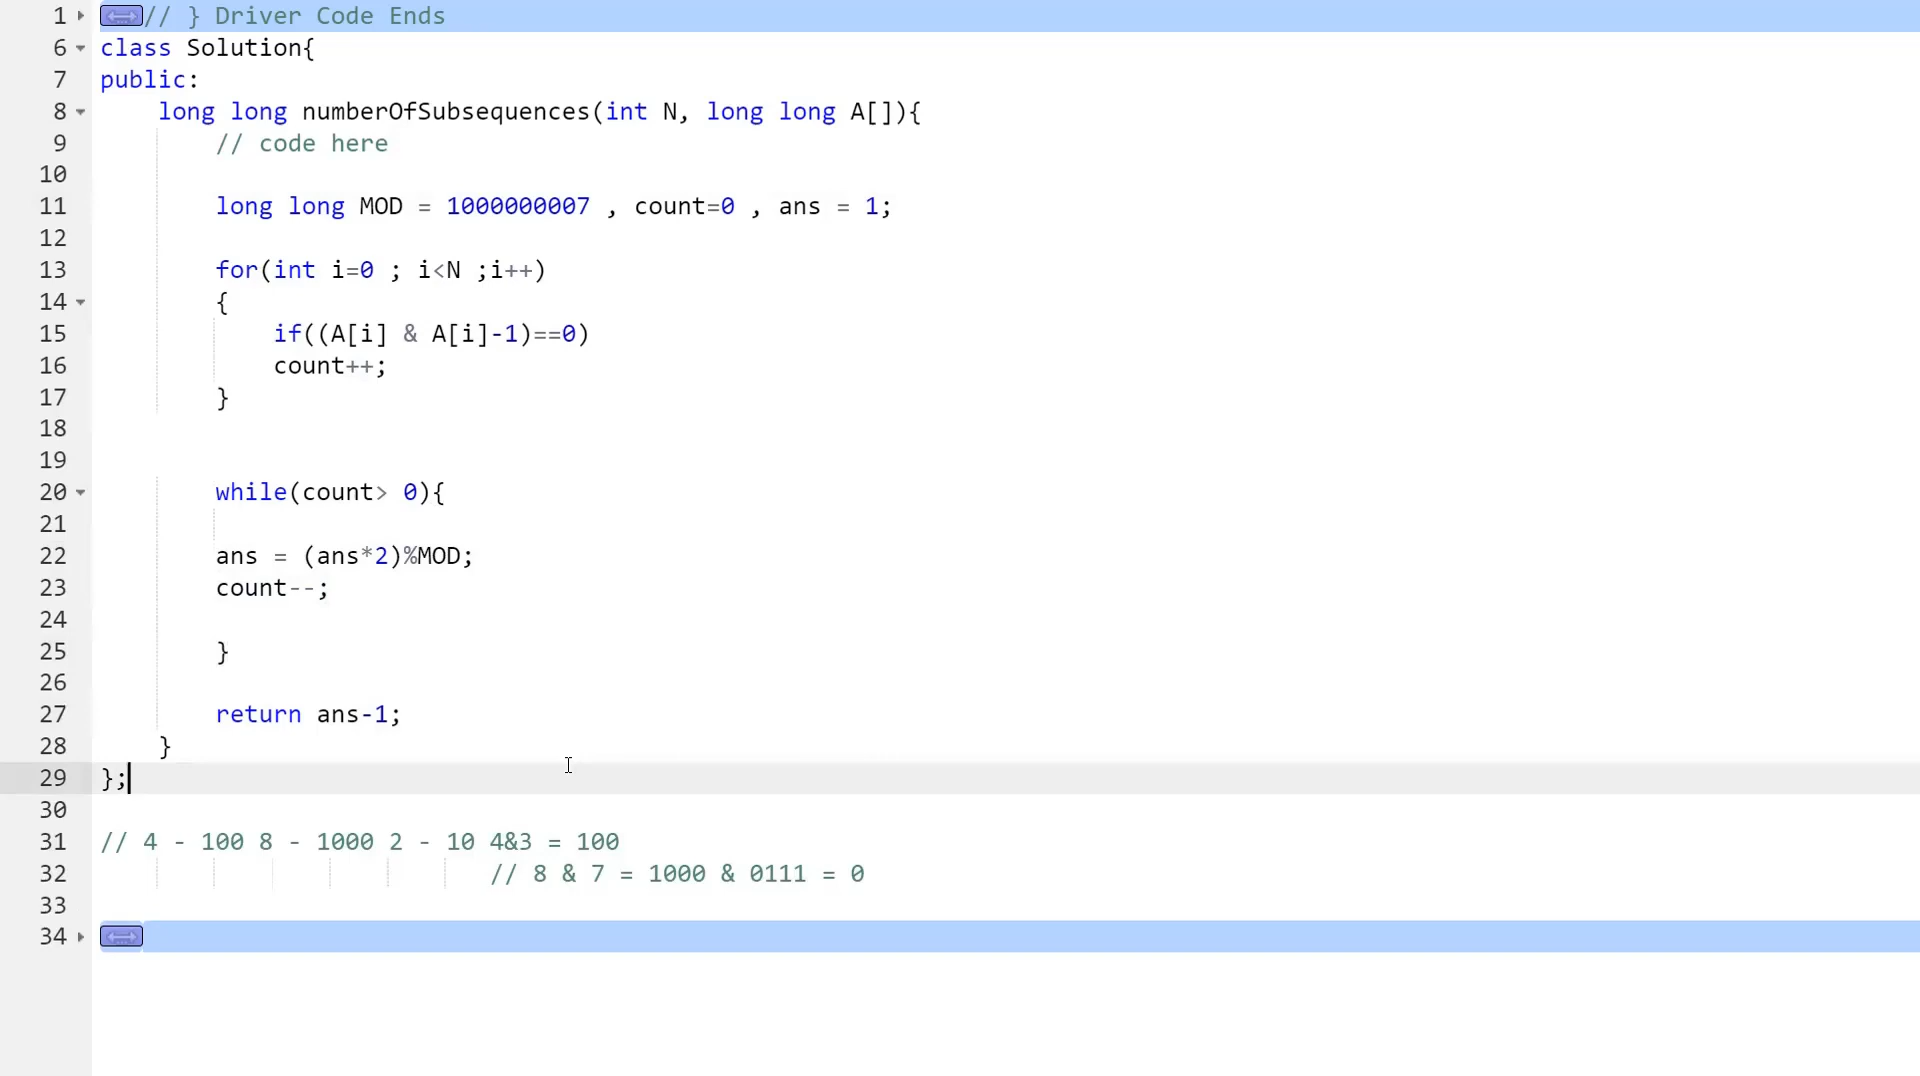 1 // } Driver Code Ends
6 class Solution{
7 public:
8 long long numberOfSubsequences(int N, long long A[]){
9 // code here
10
11 long long MOD = 1000000007 , count=0 , ans = 1;
12
13 for(int i=0 ; i<N ;i++)
14 {
15 if((A[i] & A[i]-1)==0)
16 count++;
17 }
18
19
20 while(count> 0){
21
22 ans = (ans*2)%MOD;
23 count--;
24
25 }
26
27 return ans-1;
28 }
29 };
30
31 // 4 - 100 8 - 1000 2 - 10 4&3 = 100
32 // 8 & 7 = 1000 & 0111 = 0
33
34